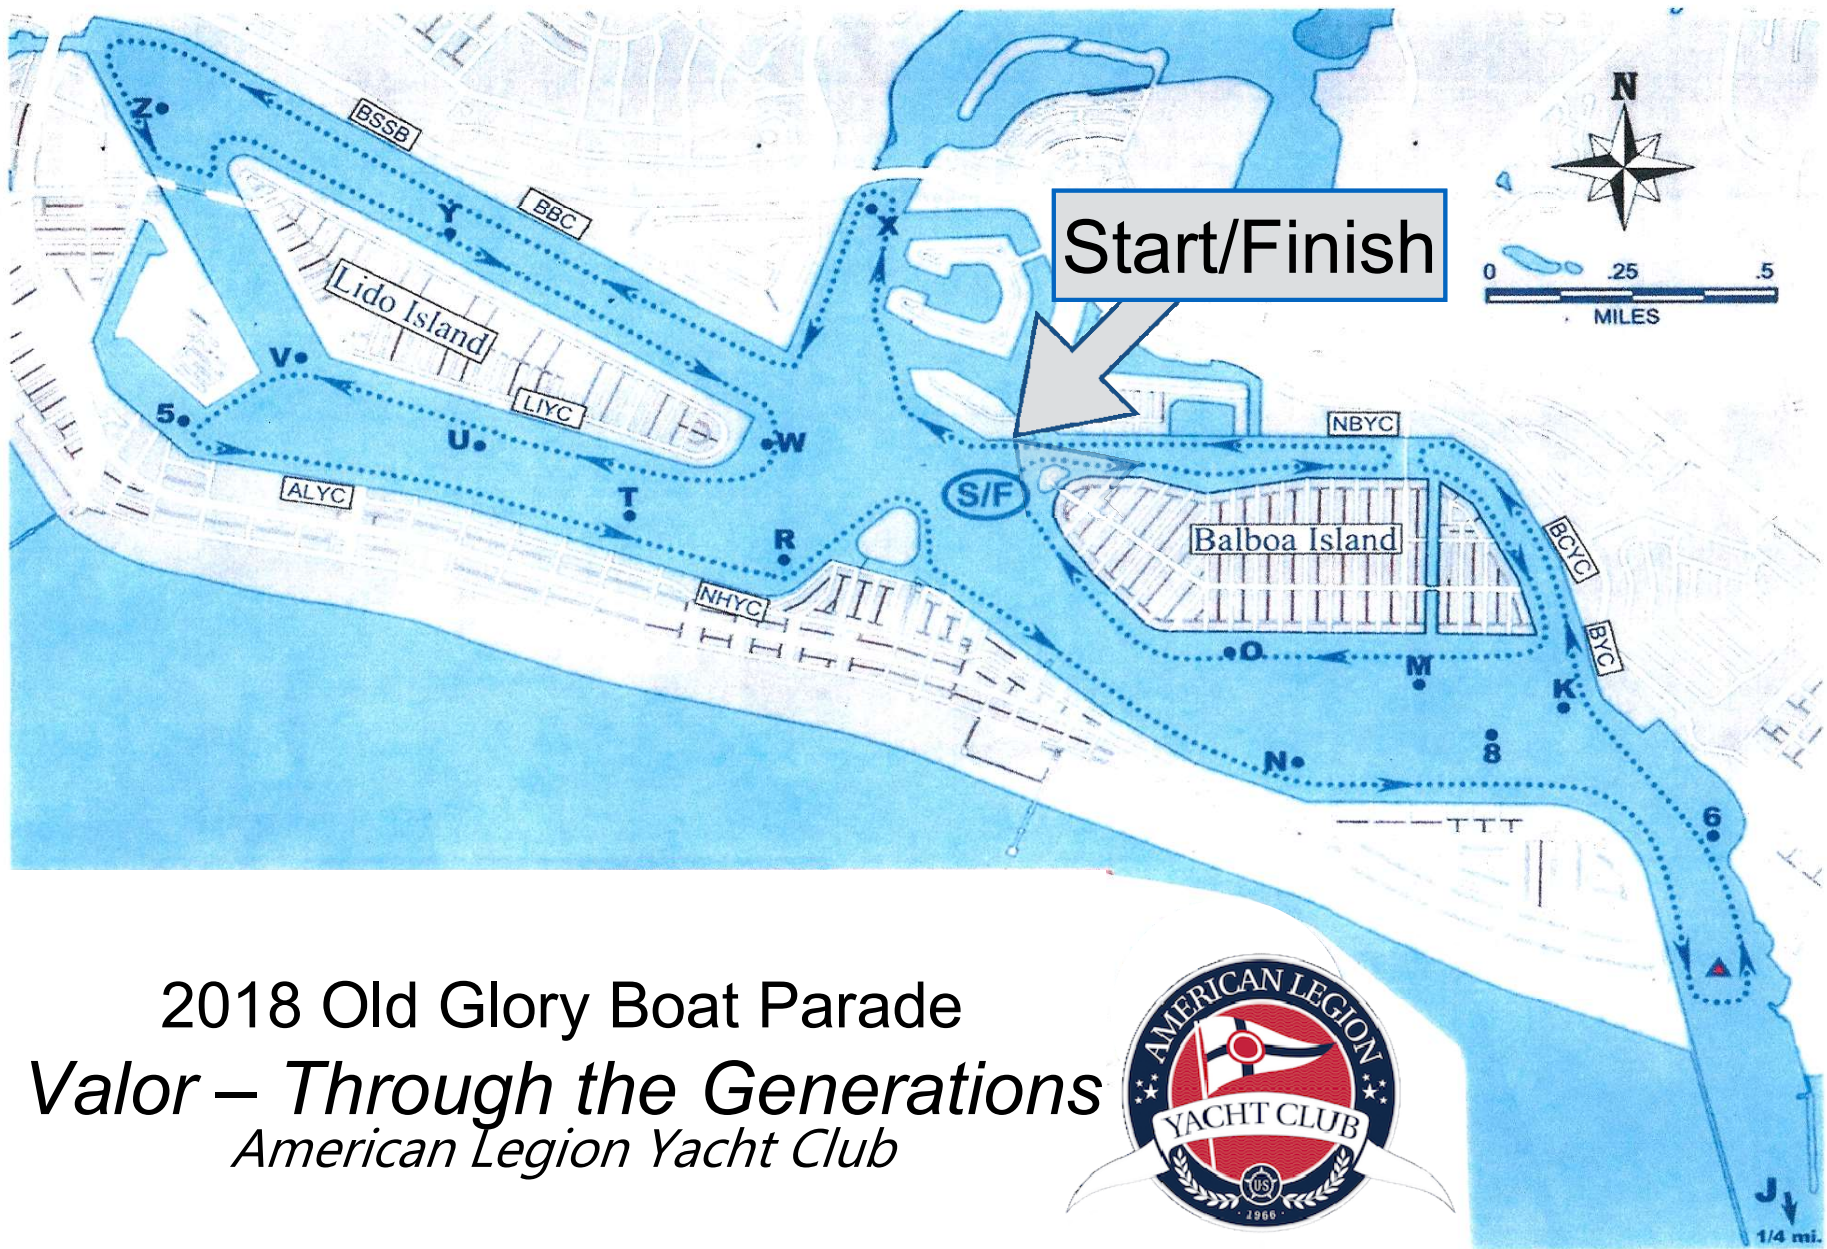 N
Z
BSSB
Y
BBC
X
Start/Finish
0 .25 .5
MILES
Lido Island
V
LIYC
5
U
W
NBYC
ALYC
T
S/F
R
Balboa Island
BCYC
NHYC
O
M
BYC
K
8
N
6
2018 Old Glory Boat Parade
Valor – Through the Generations
American Legion Yacht Club
AMERICAN LEGION
YACHT CLUB
US
1966
J
1/4 mi.